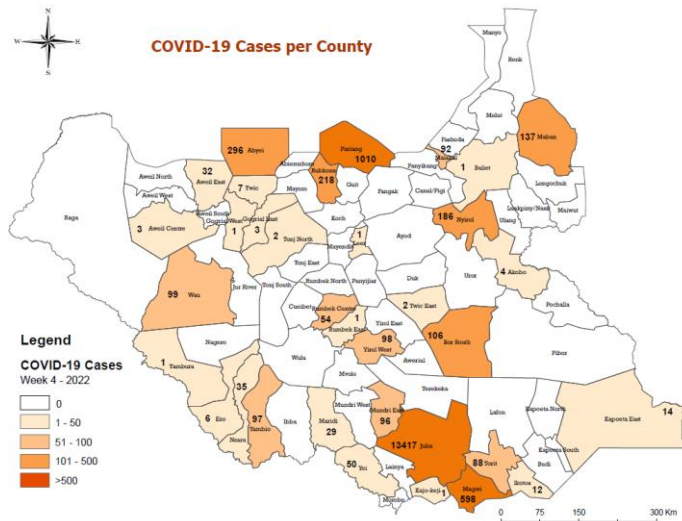 COVID-19 Cases per County
N
W
E
S
Manyo
Renk
Melut
Fashoda
92
Malakal
137 Maban
Baliet
1
Panyikang
Longochuk
Luakpiny/Nasir
Maiwut
Ulang
296 Abyei
Pariang
1010
Abiemnhom
Rubkona
218
Guit
Mayom
Koch
Fangak
Canal/Pigi
186 Nyirol
Aweil North
32
Aweil East
7 Twic
Aweil West
Aweil South
Gogrial West
1
Gogrial East
3
2
Tonj North
Raga
3
Aweil Centre
Mayendit
1
Leer
Ayod
4 Akobo
Uror
Tonj East
Rumbek North
Panyijiar
Duk
99 Wau
Jur River
Tonj South
Cueibet
Rumbek Centre
54
1
Rumbek East
Yirol East
2 Twic East
Pochalla
Pibor
98
Yirol West
106
Bor South
Awerial
Nagero
Wulu
1
Tambura
Mvolo
Terekeka
35
6 Ezo
Nzara
97
Yambio
Ibba
Maridi
29
Mundri West
Mundri East
96
13417 Juba
Lafon
Kapoeta North
Kapoeta East
14
Kapoeta South
Budi
50
Yei
Lainya
Morobo
Kajo-keji
1
88 Torit
Magwi
598
Ikotos
12
Legend
COVID-19 Cases
Week 4 - 2022
0
1 - 50
51 - 100
101 - 500
>500
0 75 150 300 Km